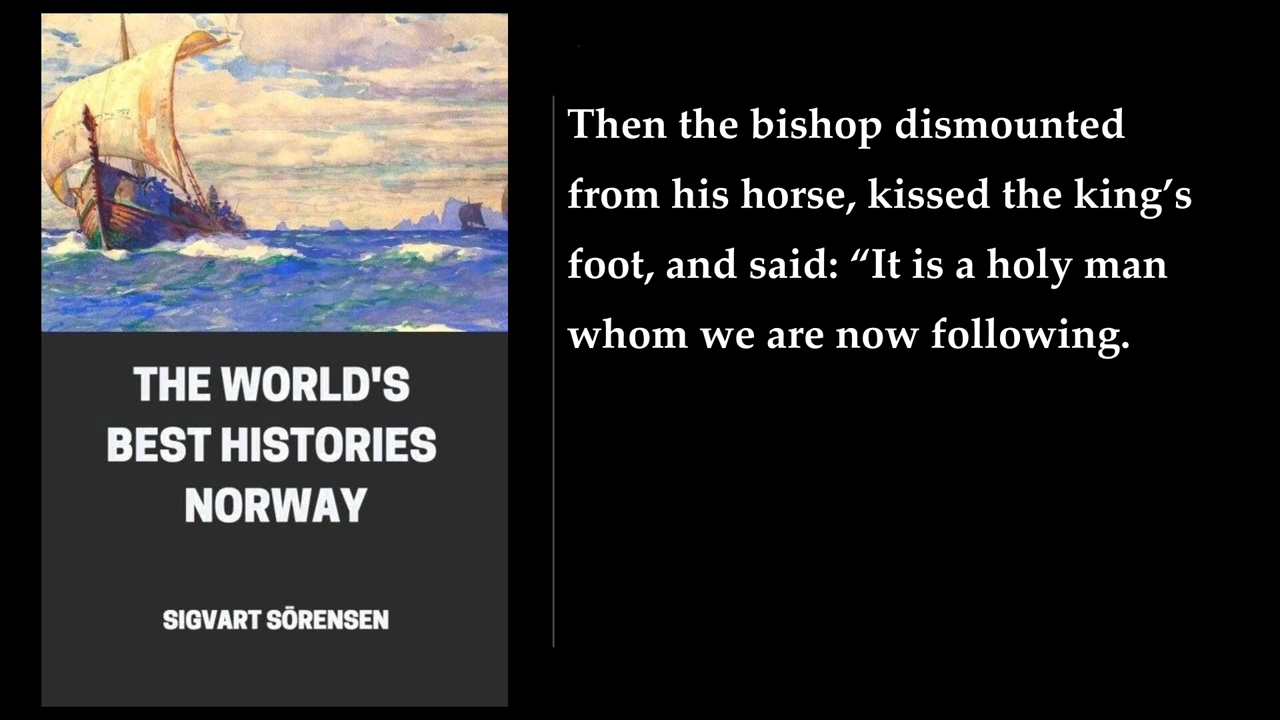 THE WORLD'S
BEST HISTORIES
NORWAY
SIGVART SÖRENSEN
Then the bishop dismounted
from his horse, kissed the king’s
foot, and said: “It is a holy man
whom we are now following.